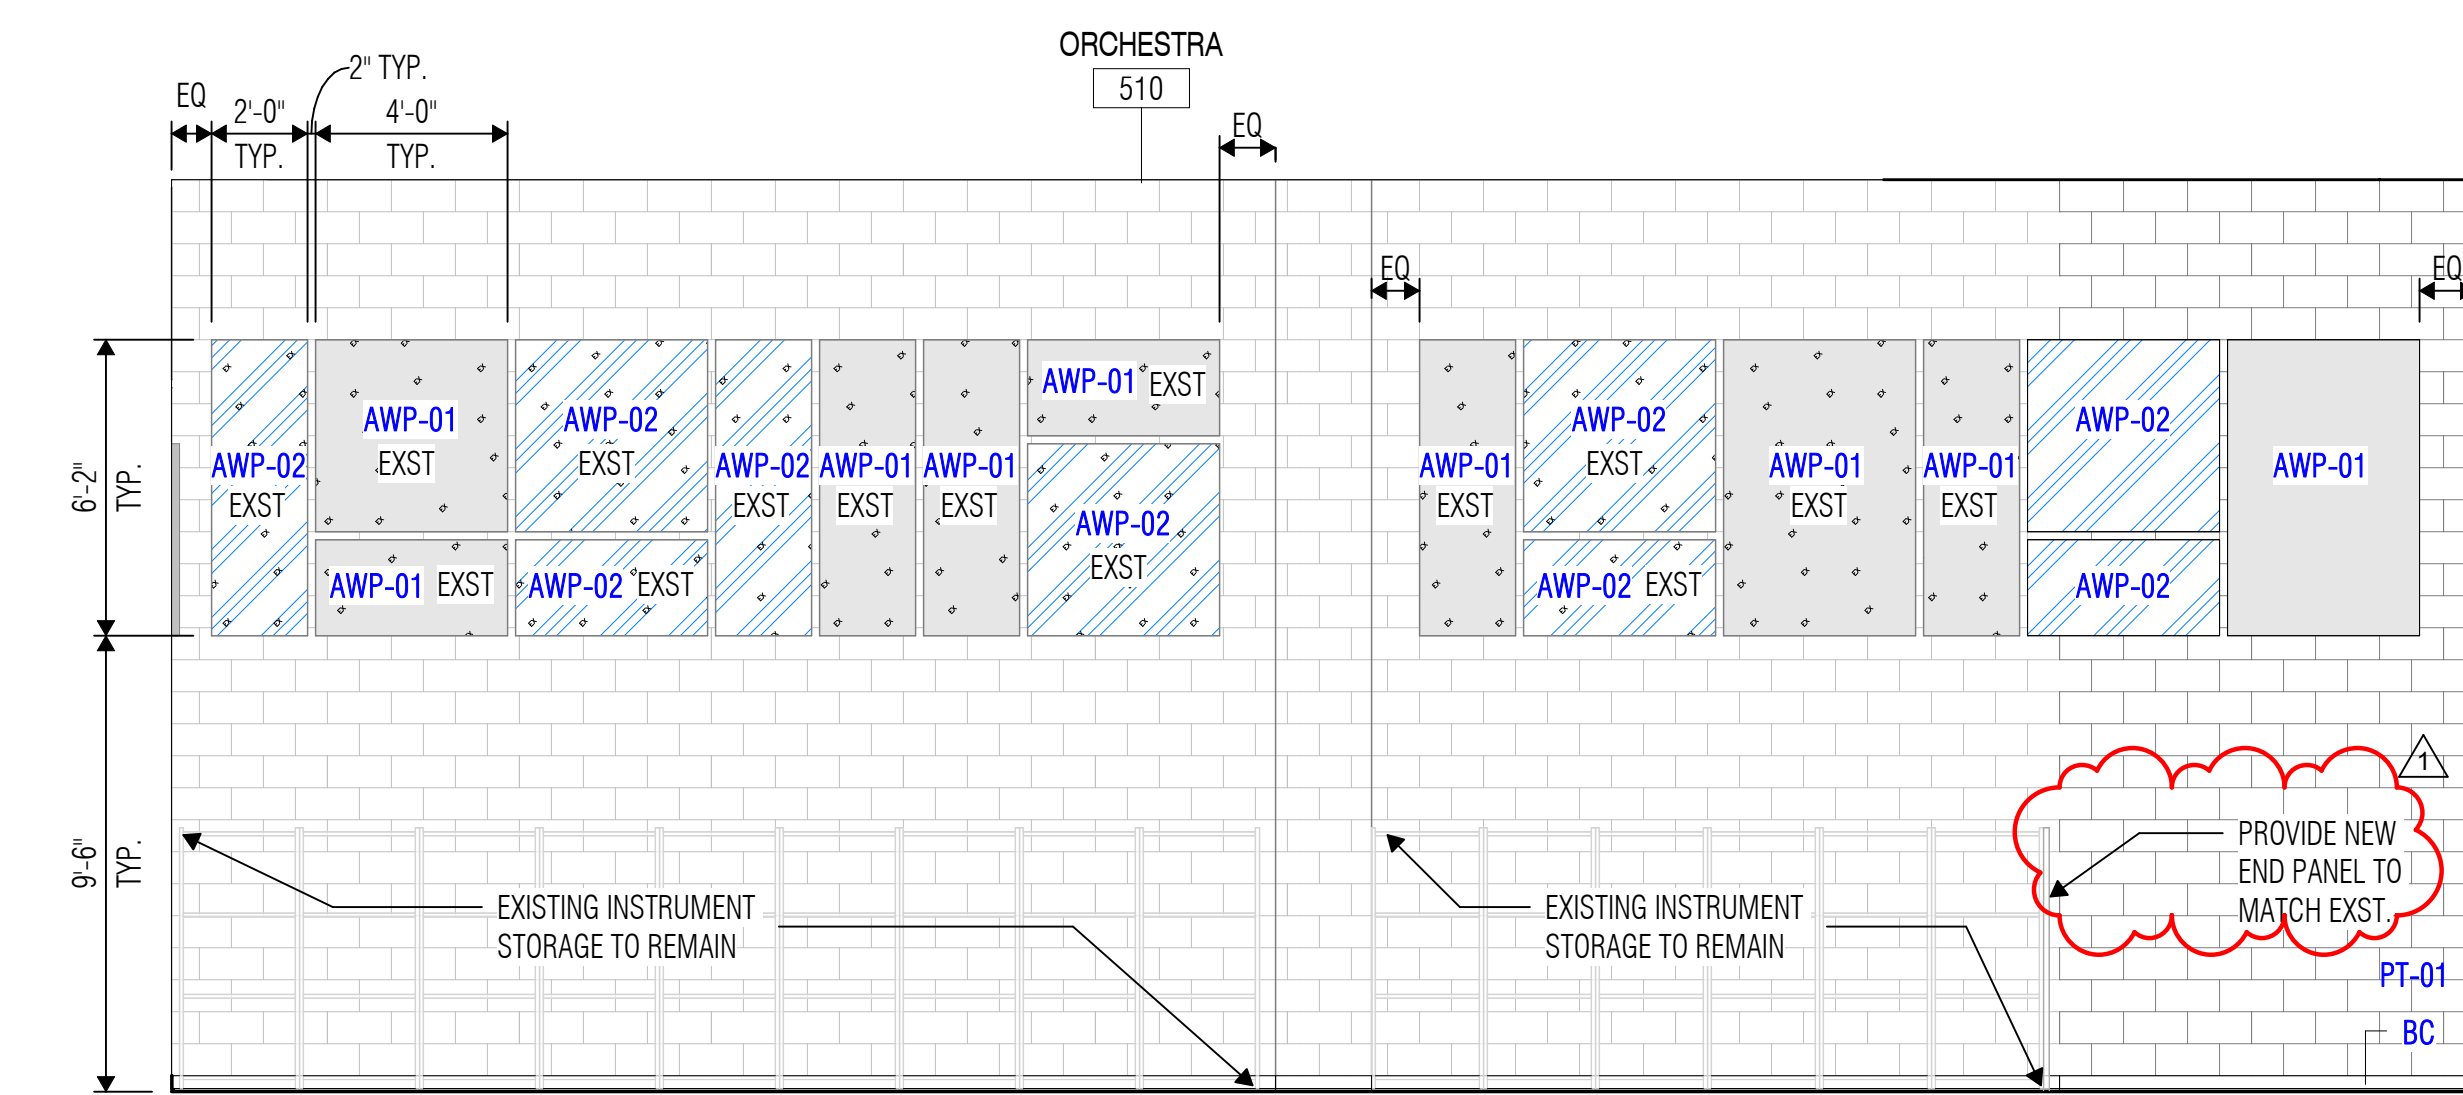 ORCHESTRA
510
2" TYP.
EQ
2'-0"
TYP.
4'-0"
TYP.
EQ
EQ
EQ
6'-2"
TYP.
9'-6"
TYP.
AWP-02
EXST
AWP-01
EXST
AWP-01 EXST
AWP-02
EXST
AWP-02 EXST
AWP-02
EXST
AWP-01
EXST
AWP-01
EXST
AWP-01 EXST
AWP-02
EXST
AWP-01
EXST
AWP-02
EXST
AWP-02 EXST
AWP-01
EXST
AWP-01
EXST
AWP-02
AWP-02
AWP-01
1
PROVIDE NEW
END PANEL TO
MATCH EXST.
EXISTING INSTRUMENT
STORAGE TO REMAIN
EXISTING INSTRUMENT
STORAGE TO REMAIN
PT-01
BC